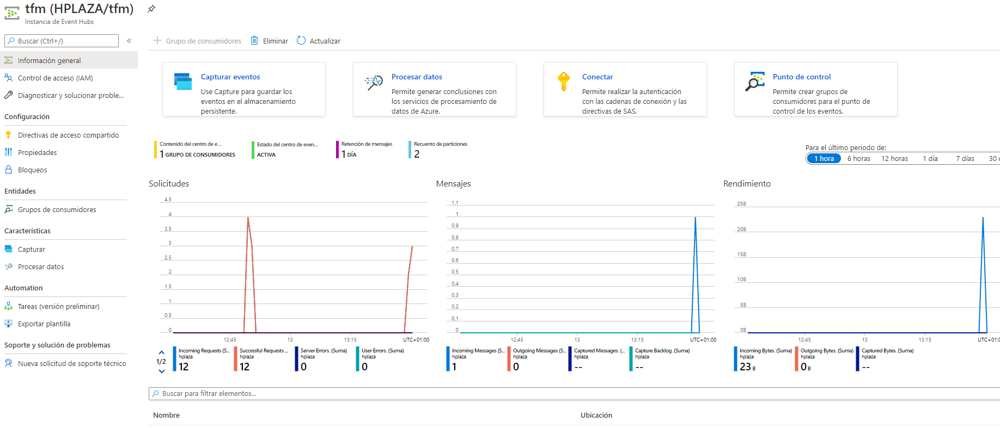 tfm (HPLAZA/tfm)
Instancia de Event Hubs
Buscar (Ctrl+/)
«
Información general
Control de acceso (IAM)
Diagnosticar y solucionar proble...
Configuración
Directivas de acceso compartido
Propiedades
Bloqueos
Entidades
Grupos de consumidores
Características
Capturar
Procesar datos
Automation
Tareas (versión preliminar)
Exportar plantilla
Soporte y solución de problemas
Nueva solicitud de soporte técnico
Grupo de consumidores
Eliminar
Actualizar
Capturar eventos
Use Capture para guardar los
eventos en el almacenamiento
persistente.
Procesar datos
Permite generar conclusiones con
los servicios de procesamiento de
datos de Azure.
Conectar
Permite realizar la autenticación
con las cadenas de conexión y las
directivas de SAS.
Punto de control
Permite crear grupos de
consumidores para el punto de
control de los eventos.
Contenido del centro de e...
1 GRUPO DE CONSUMIDORES
Estado del centro de even...
ACTIVA
Retención de mensajes
1 DÍA
Recuento de particiones
2
Para el último periodo de:
1 hora
6 horas
12 horas
1 día
7 días
30 d
Solicitudes
4,5
4
3,5
3
2,5
2
1,5
1
0,5
0
12:45
13
13:15
UTC+01:00
1/2
Incoming Requests (S...
hplaza
12
Successful Requests ...
hplaza
12
Server Errors. (Suma)
hplaza
0
User Errors. (Suma)
hplaza
0
Mensajes
1,1
1
0,9
0,8
0,7
0,6
0,5
0,4
0,3
0,2
0,1
0
12:45
13
13:15
UTC+01:00
Incoming Messages (S...
hplaza
1
Outgoing Messages (S...
hplaza
0
Captured Messages. (...
hplaza
--
Capture Backlog. (Suma)
hplaza
--
Rendimiento
25B
20B
15B
10B
5B
0B
12:45
13
13:15
UTC+01:0
Incoming Bytes. (Suma)
hplaza
23 B
Outgoing Bytes. (Suma)
hplaza
0 B
Captured Bytes. (Suma)
hplaza
--
Buscar para filtrar elementos...
Nombre
Ubicación